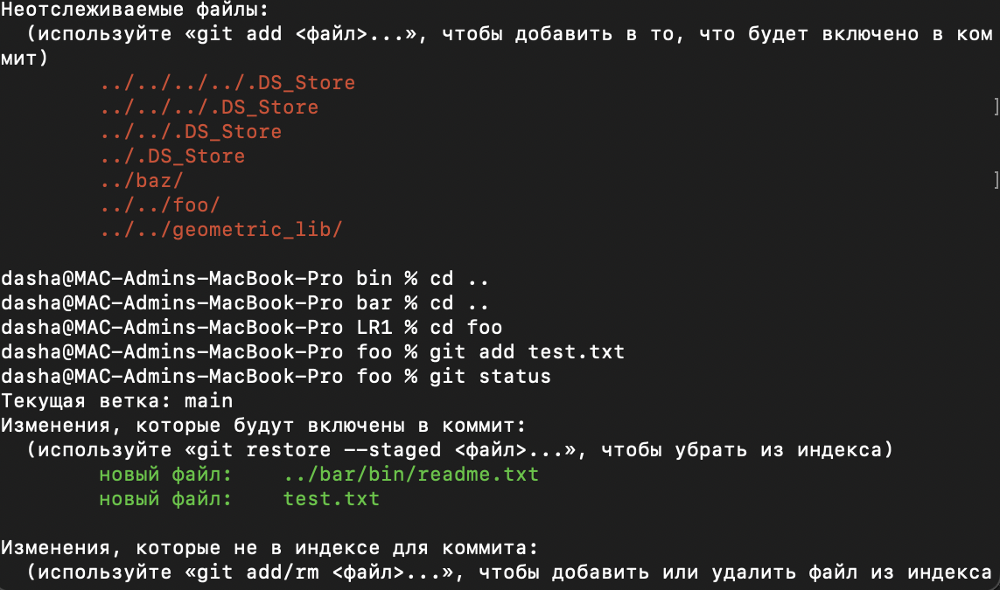 Неотслеживаемые файлы:
  (используйте «git add <файл>...», чтобы добавить в то, что будет включено в ком
мит)
        ../../../../.DS_Store
        ../../../.DS_Store
        ../../.DS_Store
        ../.DS_Store
        ../baz/
        ../../foo/
        ../../geometric_lib/

dasha@MAC-Admins-MacBook-Pro bin % cd ..
dasha@MAC-Admins-MacBook-Pro bar % cd ..
dasha@MAC-Admins-MacBook-Pro LR1 % cd foo
dasha@MAC-Admins-MacBook-Pro foo % git add test.txt
dasha@MAC-Admins-MacBook-Pro foo % git status
Текущая ветка: main
Изменения, которые будут включены в коммит:
  (используйте «git restore --staged <файл>...», чтобы убрать из индекса)
        новый файл:    ../bar/bin/readme.txt
        новый файл:    test.txt

Изменения, которые не в индексе для коммита:
  (используйте «git add/rm <файл>...», чтобы добавить или удалить файл из индекса